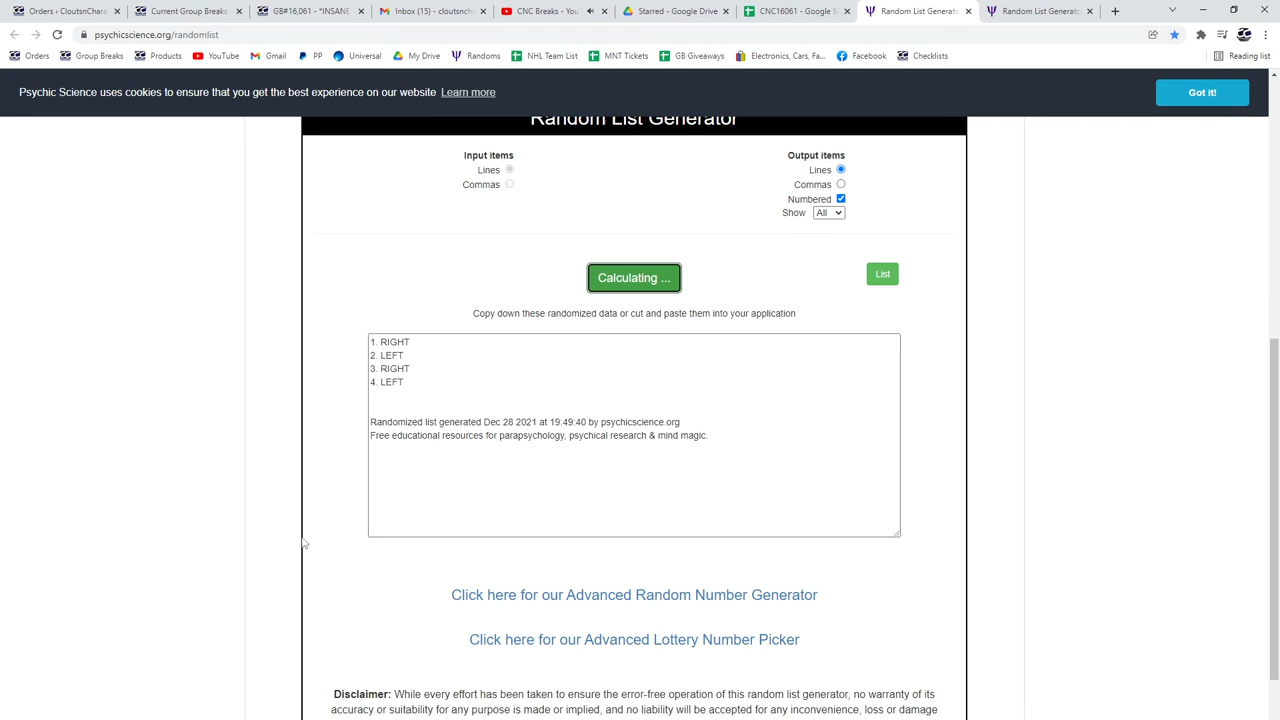 Orders ‹ CloutsnChara
Current Group Breaks
GB#16,061 - *INSANE
Inbox (15) - cloutsnch
CNC Breaks - You
Starred - Google Drive
CNC16061 - Google S
Random List Generato
Random List Generato
psychicscience.org/randomlist
Orders
Group Breaks
Products
YouTube
Gmail
PP
Universal
My Drive
Randoms
NHL Team List
MNT Tickets
GB Giveaways
Electronics, Cars, Fa...
Facebook
Checklists
Reading list
Psychic Science uses cookies to ensure that you get the best experience on our website Learn more
Got it!
Random List Generator
Input items
Output items
Lines
Lines
Commas
Commas
Numbered
Show All
Calculating ...
List
Copy down these randomized data or cut and paste them into your application
1. RIGHT
2. LEFT
3. RIGHT
4. LEFT
Randomized list generated Dec 28 2021 at 19:49:40 by psychicscience.org
Free educational resources for parapsychology, psychical research & mind magic.
Click here for our Advanced Random Number Generator
Click here for our Advanced Lottery Number Picker
Disclaimer: While every effort has been taken to ensure the error-free operation of this random list generator, no warranty of its
accuracy or suitability for any purpose is made or implied, and no liability will be accepted for any inconvenience, loss or damage